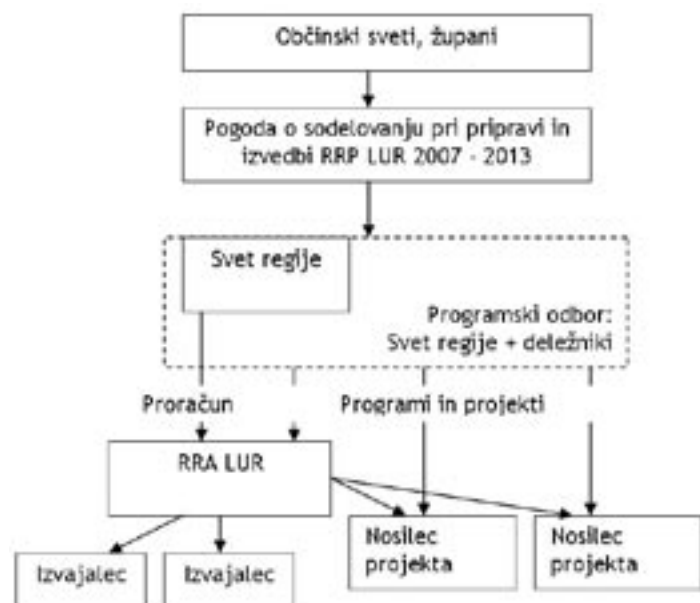 Občinski sveti, župani
Pogoda o sodelovanju pri pripravi in
izvedbi RRP LUR 2007 - 2013
Svet regije
Programski odbor:
Svet regije + deležniki
Proračun
Programi in projekti
RRA LUR
Nosilec
projekta
Nosilec
projekta
Izvajalec
Izvajalec